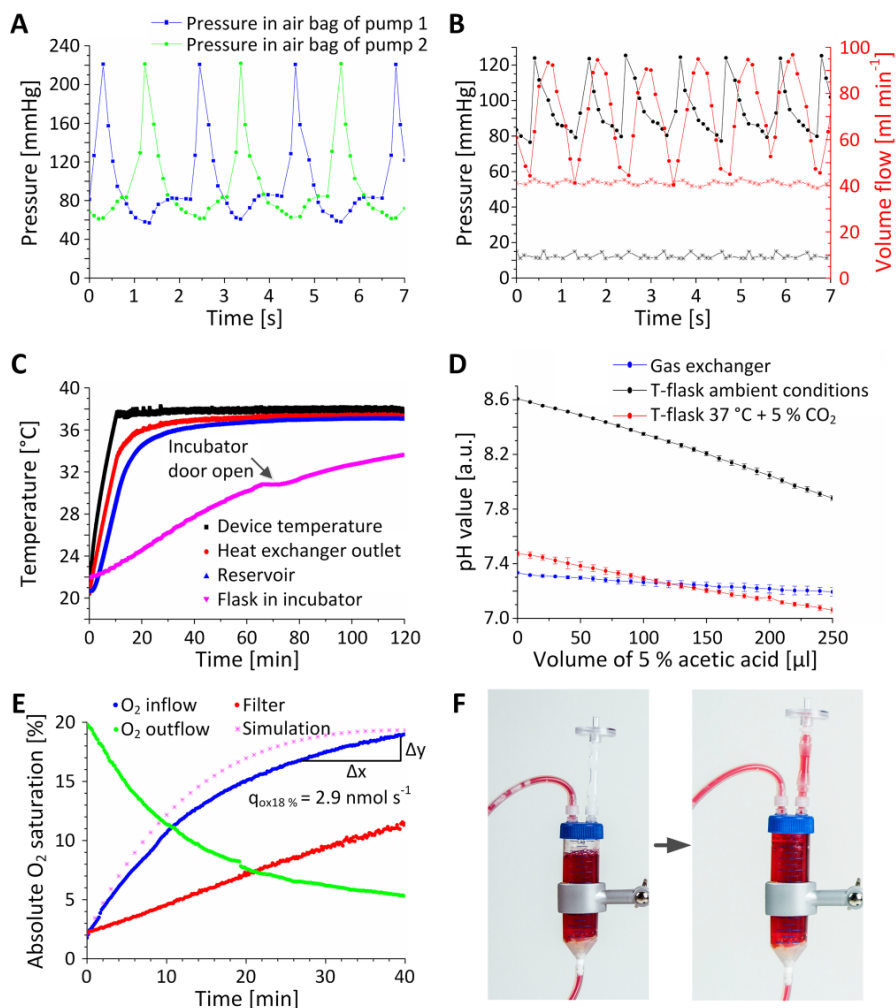 A
Pressure in air bag of pump 1
Pressure in air bag of pump 2
Pressure [mmHg]
240
200
160
120
80
40
0
0 1 2 3 4 5 6 7
Time [s]
B
Pressure [mmHg]
120
100
80
60
40
20
0
100
80
60
40
20
0
Volume flow [ml min⁻¹]
0 1 2 3 4 5 6 7
Time [s]
C
Temperature [°C]
40
36
32
28
24
20
Incubator
door open
Device temperature
Heat exchanger outlet
Reservoir
Flask in incubator
0 20 40 60 80 100 120
Time [min]
D
Gas exchanger
T-flask ambient conditions
T-flask 37 °C + 5 % CO₂
pH value [a.u.]
8.6
8.2
7.8
7.4
7.0
0 50 100 150 200 250
Volume of 5 % acetic acid [µl]
E
O₂ inflow
Filter
O₂ outflow
Simulation
Absolute O₂ saturation [%]
20
15
10
5
0
Δy
Δx
qox18 % = 2.9 nmol s⁻¹
0 10 20 30 40
Time [min]
F